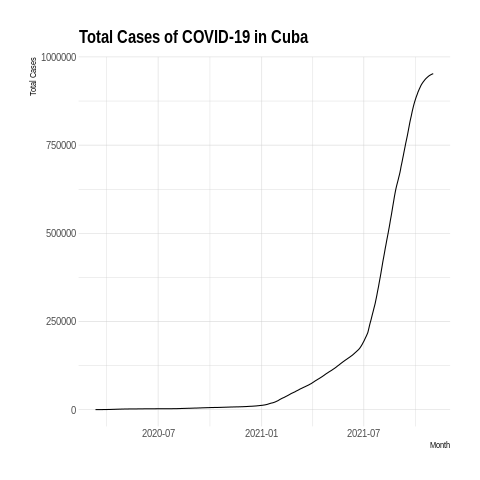 Total Cases of COVID-19 in Cuba
Total Cases
1000000
750000
500000
250000
0
2020-07
2021-01
2021-07
Month